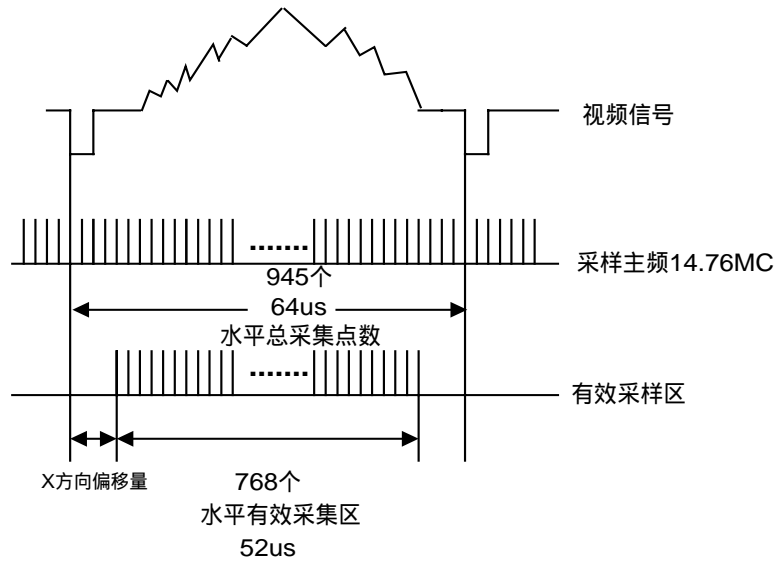 视频信号
采样主频14.76MC
945个
64us
水平总采集点数
有效采样区
X方向偏移量
768个
水平有效采集区
52us